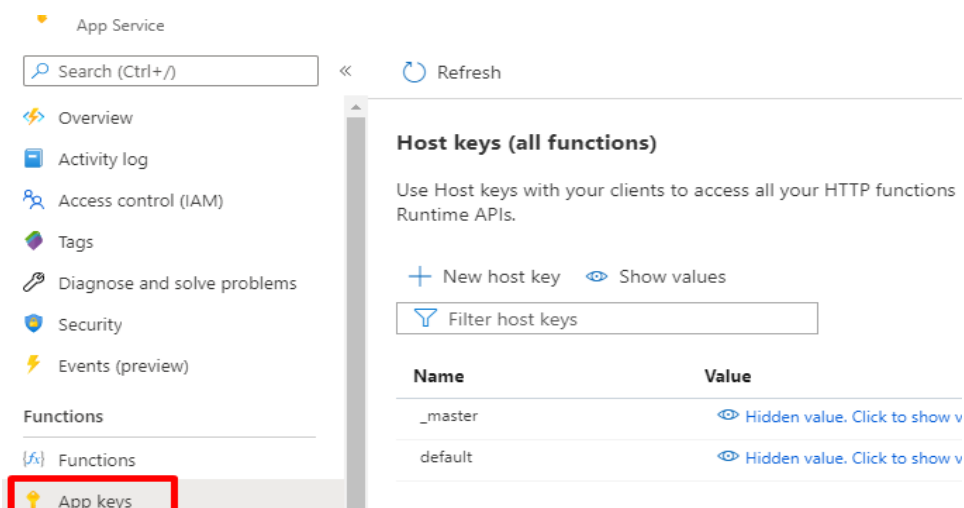 App Service
Search (Ctrl+/)
«
Refresh
Overview
Activity log
Access control (IAM)
Tags
Diagnose and solve problems
Security
Events (preview)
Functions
{fx} Functions
App keys
Host keys (all functions)
Use Host keys with your clients to access all your HTTP functions
Runtime APIs.
New host key Show values
Filter host keys
Name Value
_master Hidden value. Click to show v
default Hidden value. Click to show v